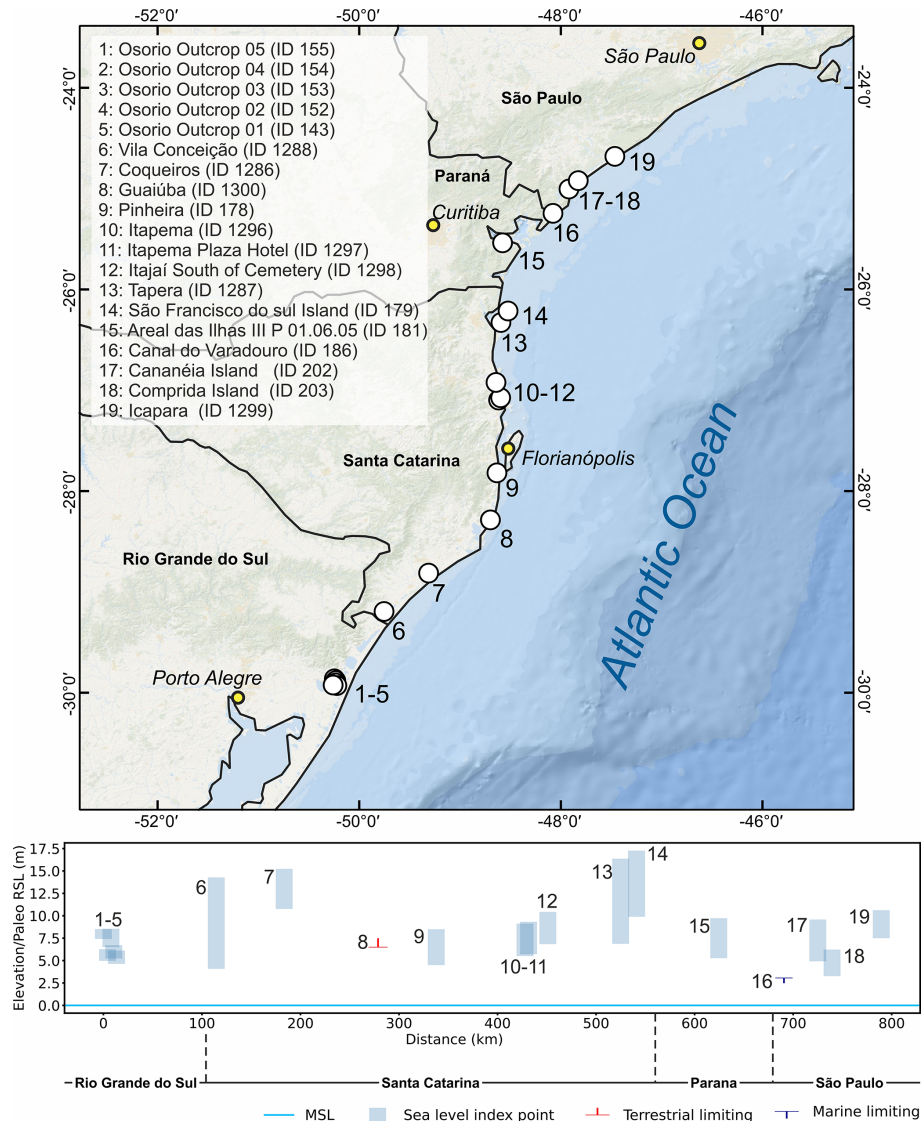 -52°0′ -50°0′ -48°0′ -46°0′
1: Osorio Outcrop 05 (ID 155)
2: Osorio Outcrop 04 (ID 154)
3: Osorio Outcrop 03 (ID 153)
4: Osorio Outcrop 02 (ID 152)
5: Osorio Outcrop 01 (ID 143)
6: Vila Conceição (ID 1288)
7: Coqueiros (ID 1286)
8: Guaiúba (ID 1300)
9: Pinheira (ID 178)
10: Itapema (ID 1296)
11: Itapema Plaza Hotel (ID 1297)
12: Itajaí South of Cemetery (ID 1298)
13: Tapera (ID 1287)
14: São Francisco do sul Island (ID 179)
15: Areal das Ilhas III P 01.06.05 (ID 181)
16: Canal do Varadouro (ID 186)
17: Cananéia Island (ID 202)
18: Comprida Island (ID 203)
19: Icapara (ID 1299)
São Paulo
-24°0′ -24°0′
São Paulo
19
Paraná
17-18
Curitiba
16
15
-26°0′ -26°0′
14
13
10-12
Santa Catarina
Florianópolis
9
-28°0′ -28°0′
8
Rio Grande do Sul
7
6
Atlantic Ocean
Porto Alegre
1-5
-30°0′ -30°0′
-52°0′ -50°0′ -48°0′ -46°0′
Elevation/Paleo RSL (m)
17.5
15.0
12.5
10.0
7.5
5.0
2.5
0.0
1-5
6
7
8
9
10-11
12
13
14
15
16
17
18
19
0 100 200 300 400 500 600 700 800
Distance (km)
Rio Grande do Sul Santa Catarina Parana São Paulo
MSL Sea level index point Terrestrial limiting Marine limiting